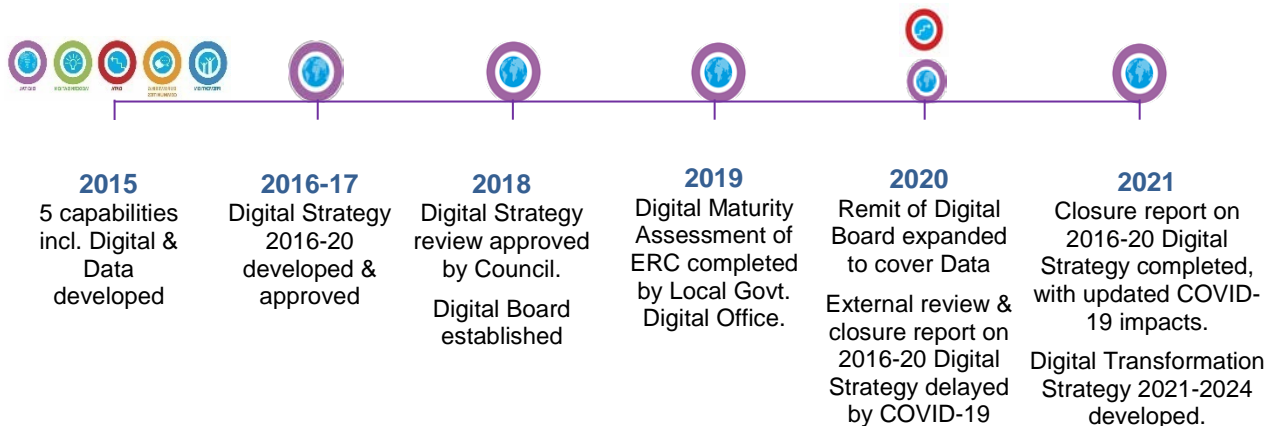 2015
5 capabilities
incl. Digital &
Data
developed
2016-17
Digital Strategy
2016-20
developed &
approved
2018
Digital Strategy
review approved
by Council.
Digital Board
established
2019
Digital Maturity
Assessment of
ERC completed
by Local Govt.
Digital Office.
2020
Remit of Digital
Board expanded
to cover Data
External review &
closure report on
2016-20 Digital
Strategy delayed
by COVID-19
2021
Closure report on
2016-20 Digital
Strategy completed,
with updated COVID-
19 impacts.
Digital Transformation
Strategy 2021-2024
developed.